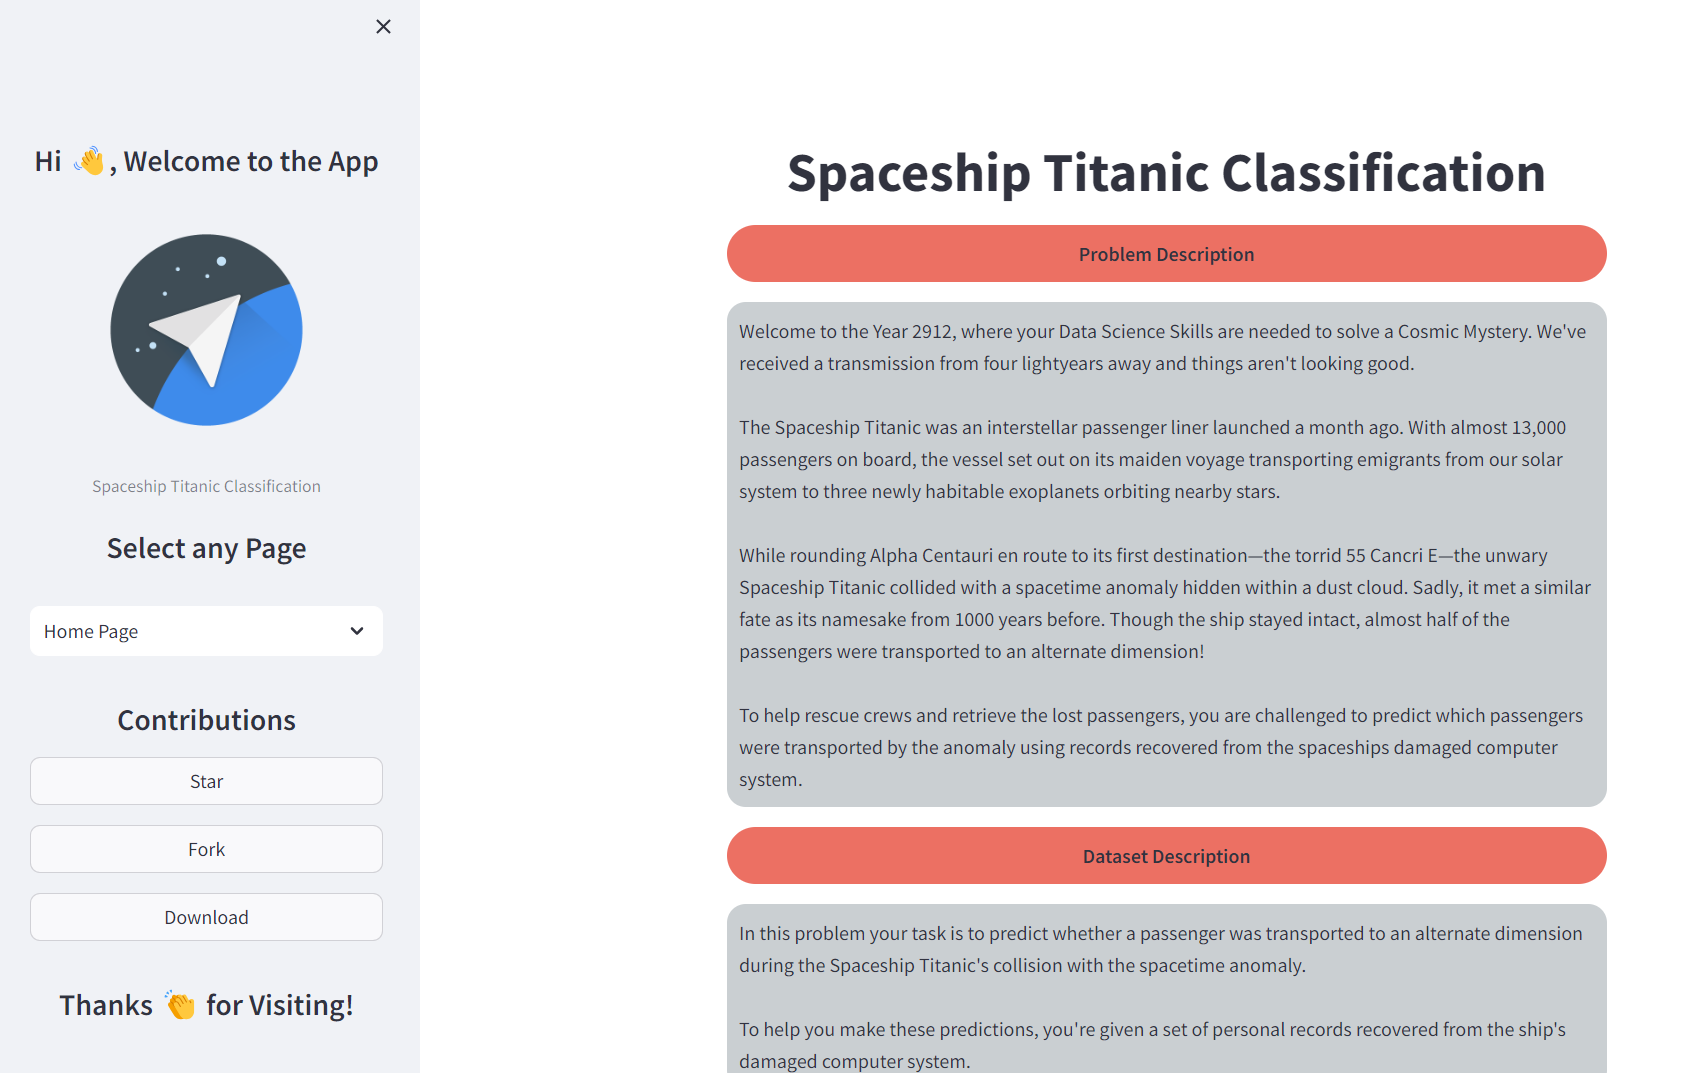 Hi 👋, Welcome to the App
Spaceship Titanic Classification
Select any Page
Home Page
Contributions
Star
Fork
Download
Thanks 👏 for Visiting!
Spaceship Titanic Classification
Problem Description
Welcome to the Year 2912, where your Data Science Skills are needed to solve a Cosmic Mystery. We've
received a transmission from four lightyears away and things aren't looking good.
The Spaceship Titanic was an interstellar passenger liner launched a month ago. With almost 13,000
passengers on board, the vessel set out on its maiden voyage transporting emigrants from our solar
system to three newly habitable exoplanets orbiting nearby stars.
While rounding Alpha Centauri en route to its first destination—the torrid 55 Cancri E—the unwary
Spaceship Titanic collided with a spacetime anomaly hidden within a dust cloud. Sadly, it met a similar
fate as its namesake from 1000 years before. Though the ship stayed intact, almost half of the
passengers were transported to an alternate dimension!
To help rescue crews and retrieve the lost passengers, you are challenged to predict which passengers
were transported by the anomaly using records recovered from the spaceships damaged computer
system.
Dataset Description
In this problem your task is to predict whether a passenger was transported to an alternate dimension
during the Spaceship Titanic's collision with the spacetime anomaly.
To help you make these predictions, you're given a set of personal records recovered from the ship's
damaged computer system.